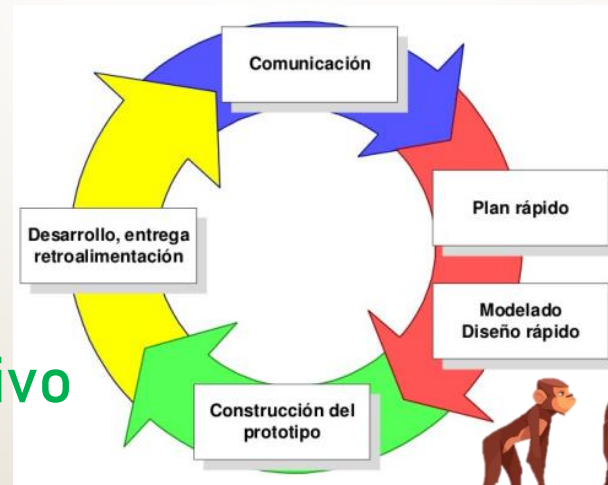 Comunicación
Plan rápido
Desarrollo, entrega
retroalimentación
Modelado
Diseño rápido
ivo
Construcción del
prototipo